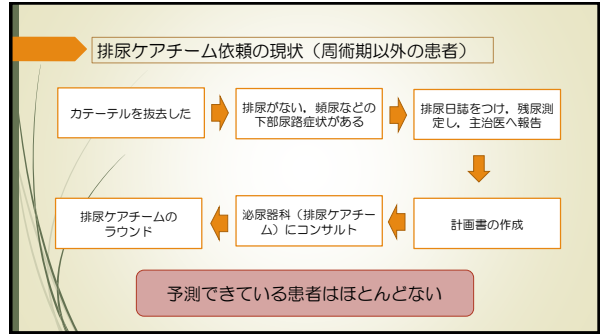 排尿ケアチーム依頼の現状（周術期以外の患者）
カテーテルを抜去した
排尿がない，頻尿などの
下部尿路症状がある
排尿日誌をつけ，残尿測
定し，主治医へ報告
計画書の作成
泌尿器科（排尿ケアチー
ム）にコンサルト
排尿ケアチームの
ラウンド
予測できている患者はほとんどない